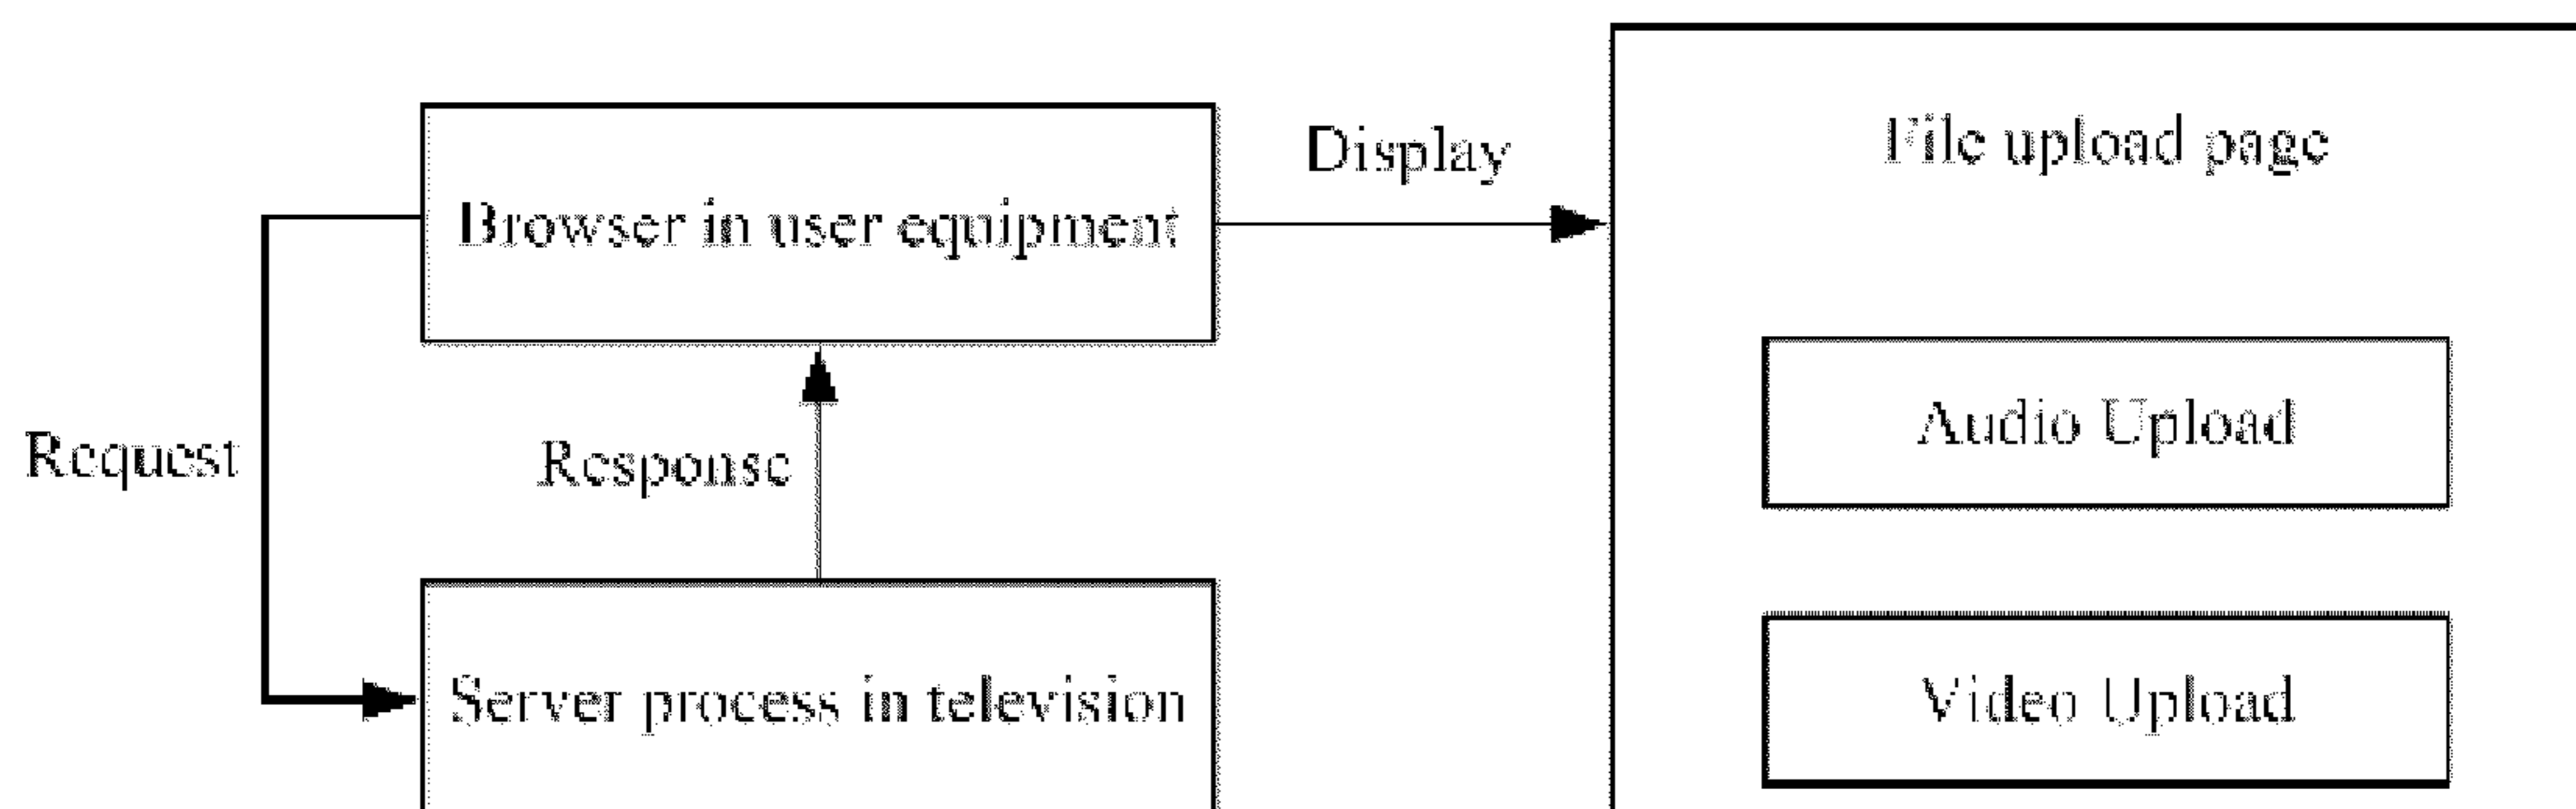 Display
File upload page
Browser in user equipment
Audio Upload
Request
Response
Server process in television
Video Upload